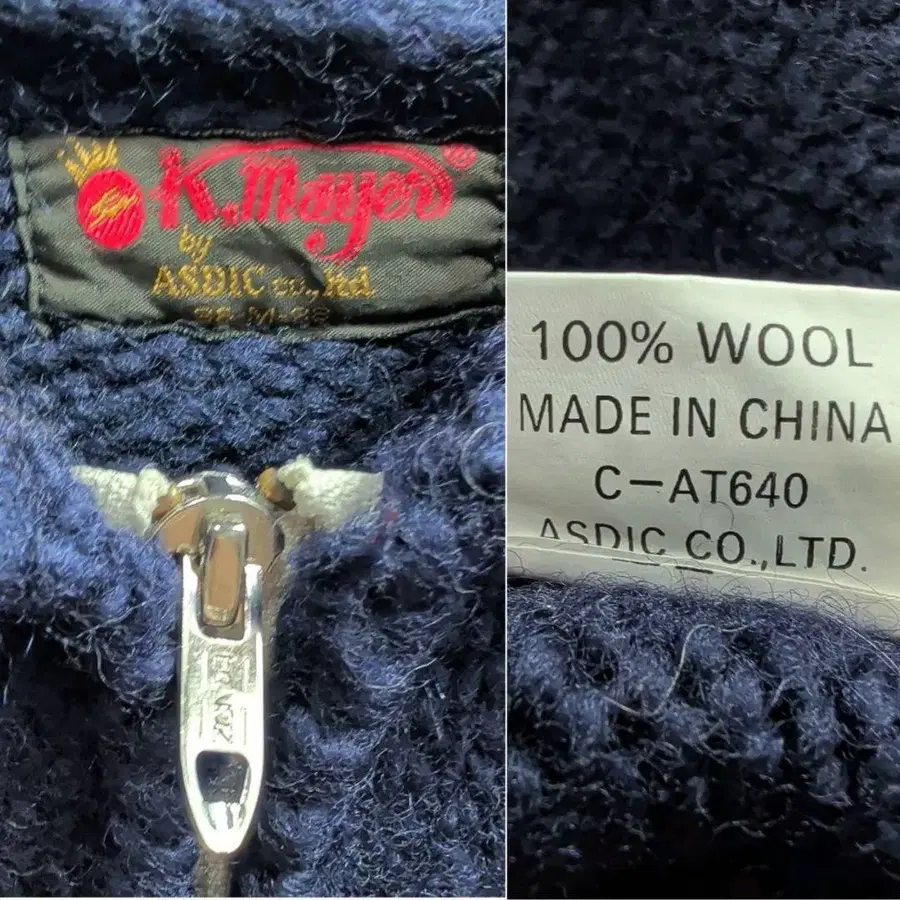 K.Mayer®
by
ASDIC co.,ltd.
100% WOOL
MADE IN CHINA
C-AT640
ASDIC CO.,LTD.